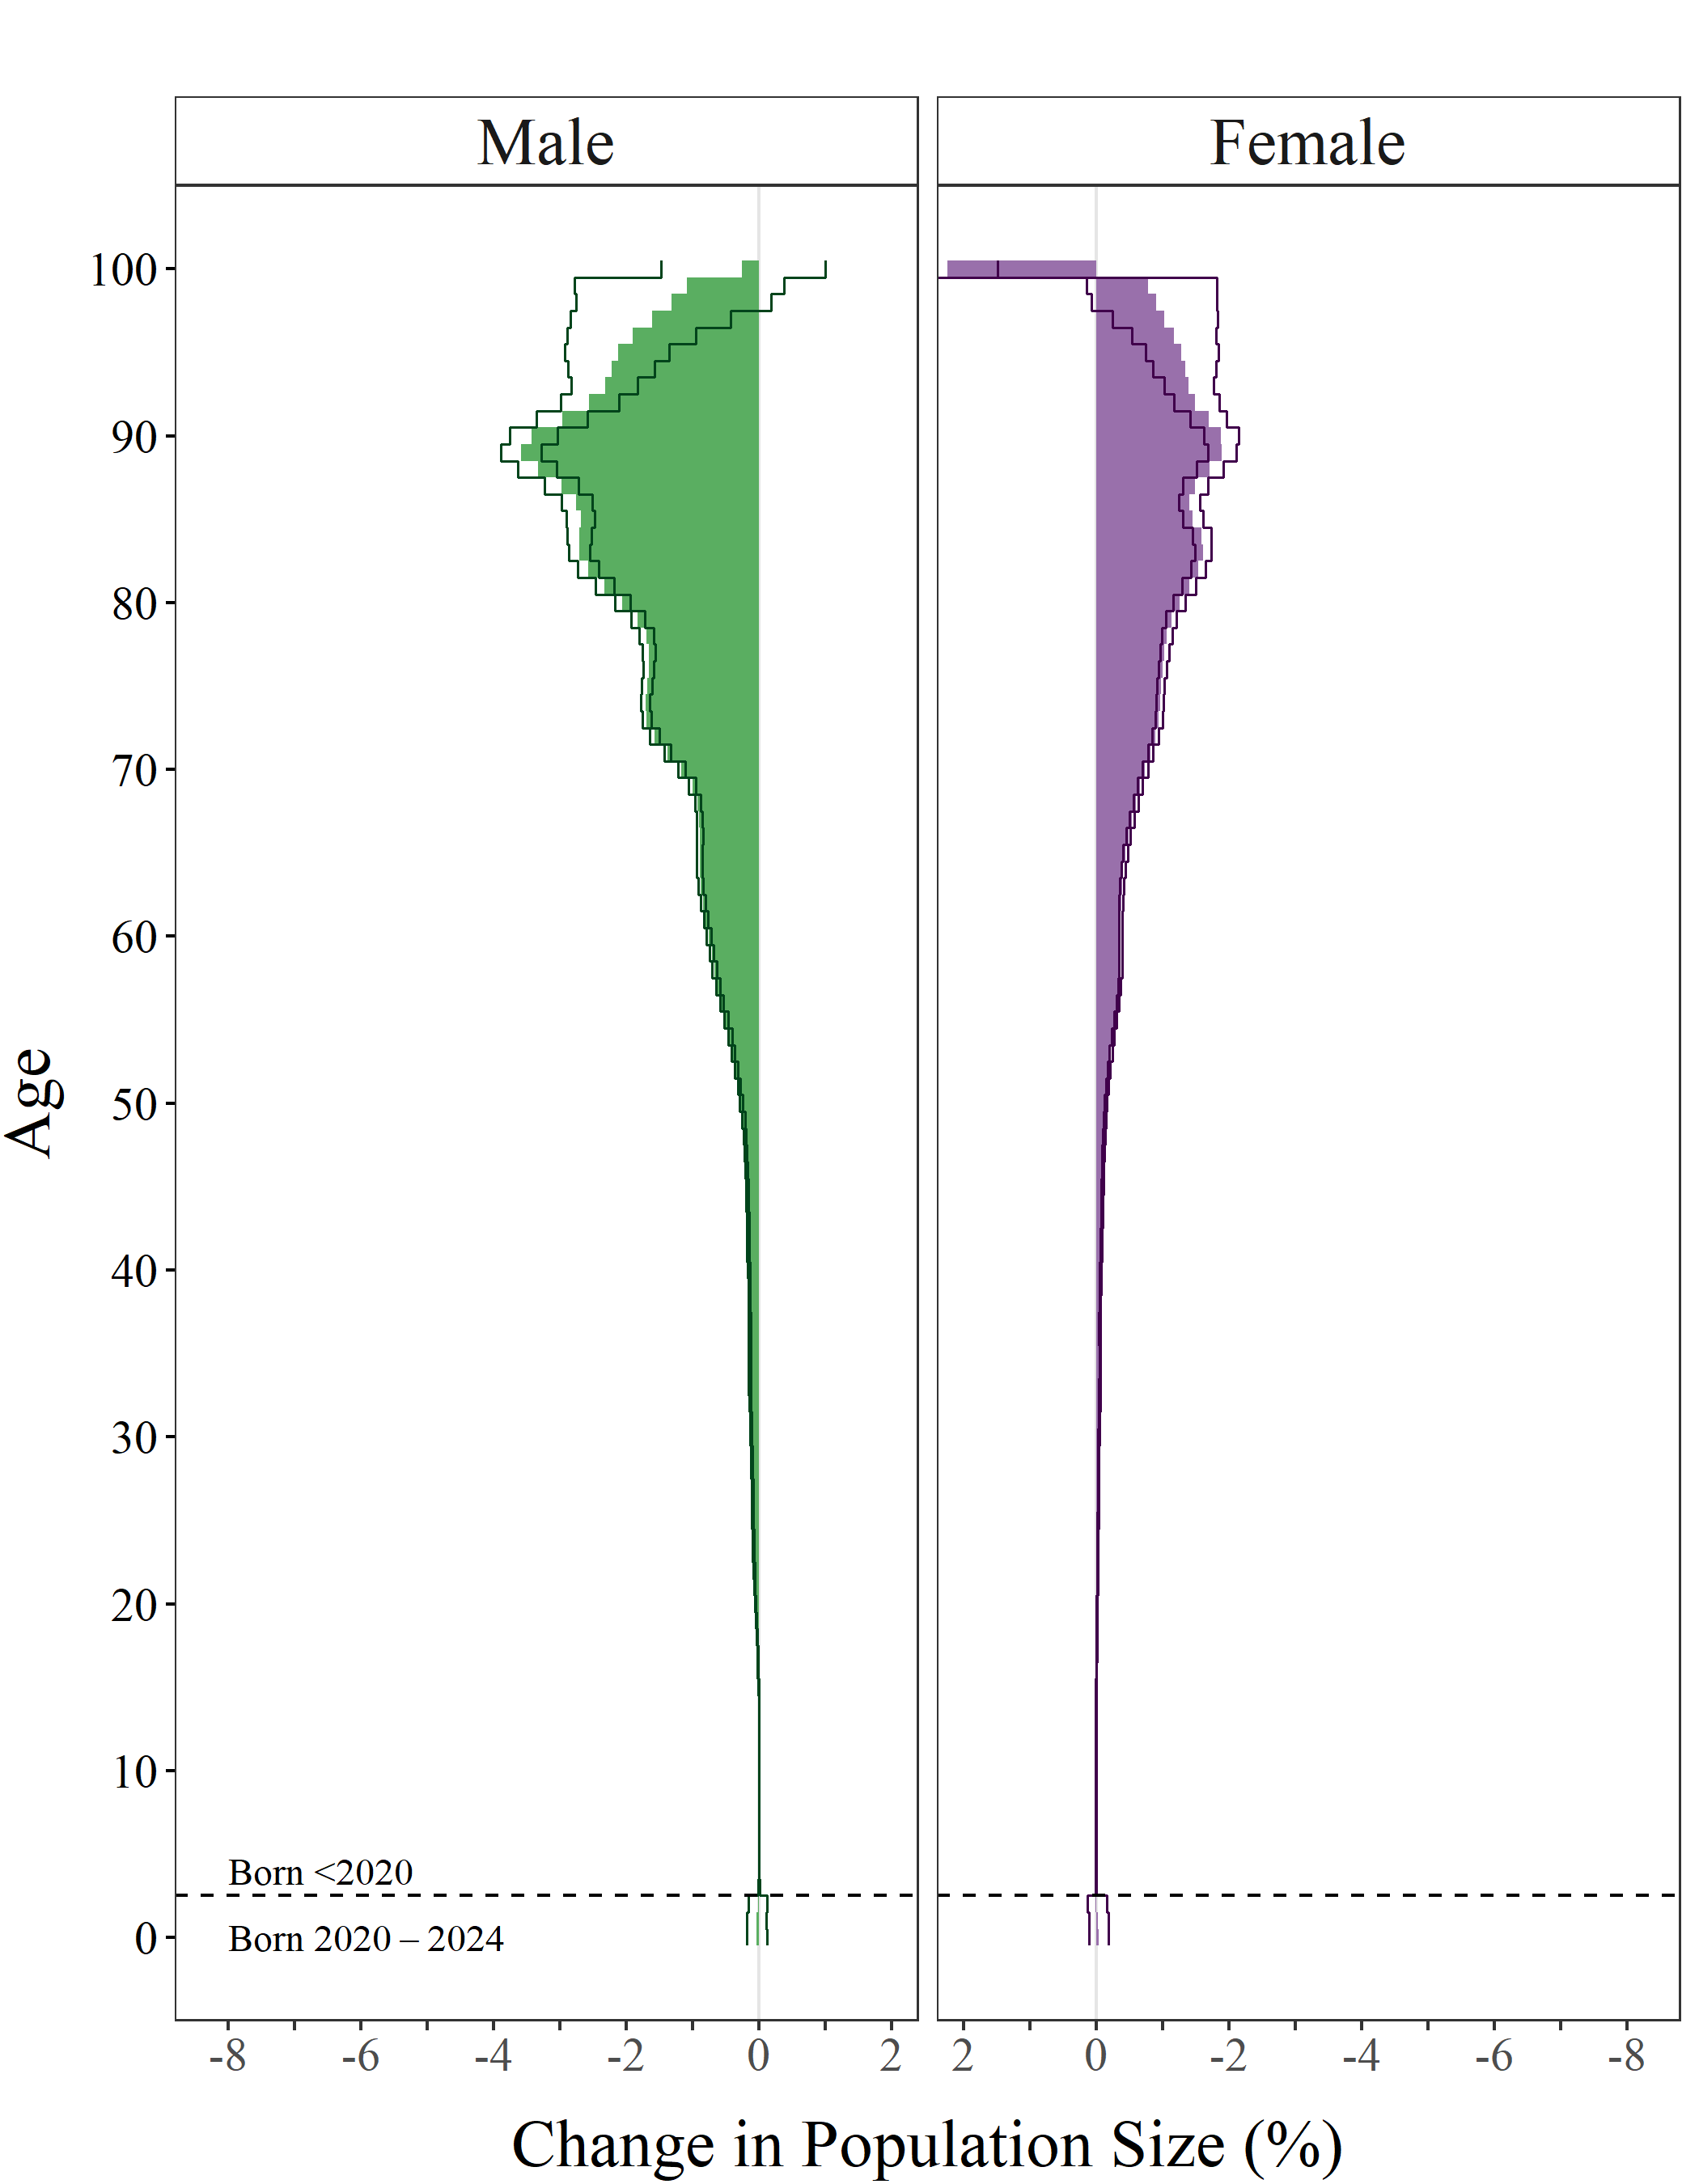 Male Female
100
90
80
70
60
50
40
30
20
10
0
Age
Born <2020
Born 2020 – 2024
-8 -6 -4 -2 0 2 2 0 -2 -4 -6 -8
Change in Population Size (%)